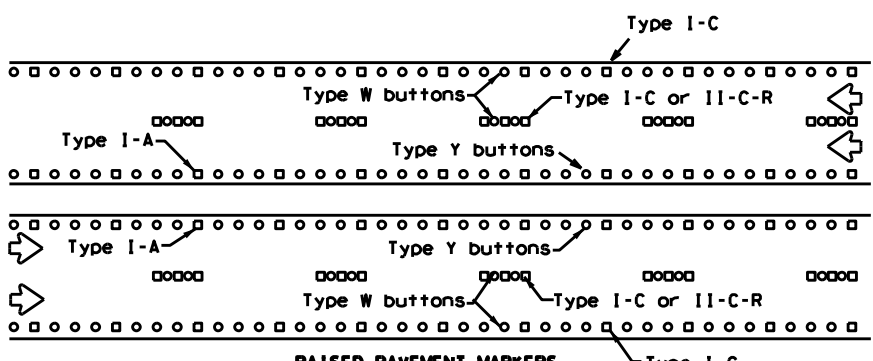 Type I-C
Type W buttons
Type I-C or II-C-R
Type I-A
Type Y buttons
Type I-A
Type Y buttons
Type W buttons
Type I-C or II-C-R
RAISED PAVEMENT MARKERS
Type I-C